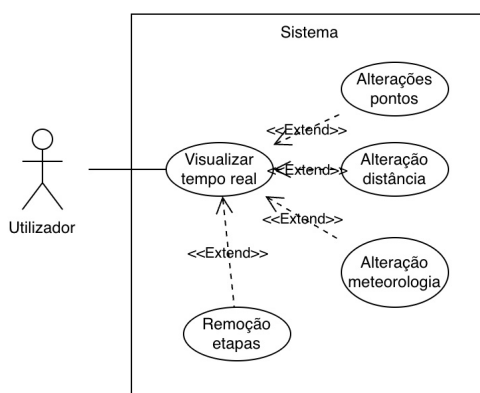 Sistema
Alterações
pontos
<<Extend>>
Visualizar
tempo real
<<Extend>>
Alteração
distância
Utilizador
<<Extend>>
<<Extend>>
Alteração
meteorologia
Remoção
etapas